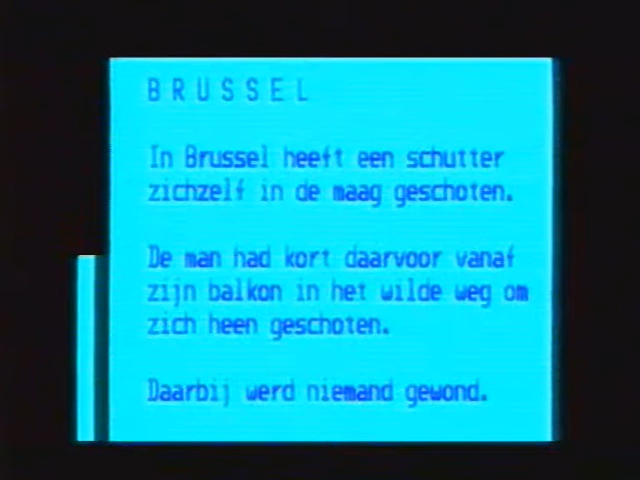 BRUSSEL
In Brussel heeft een schutter
zichzelf in de maag geschoten.
De man had kort daarvoor vanaf
zijn balkon in het wilde weg om
zich heen geschoten.
Daarbij werd niemand gewond.